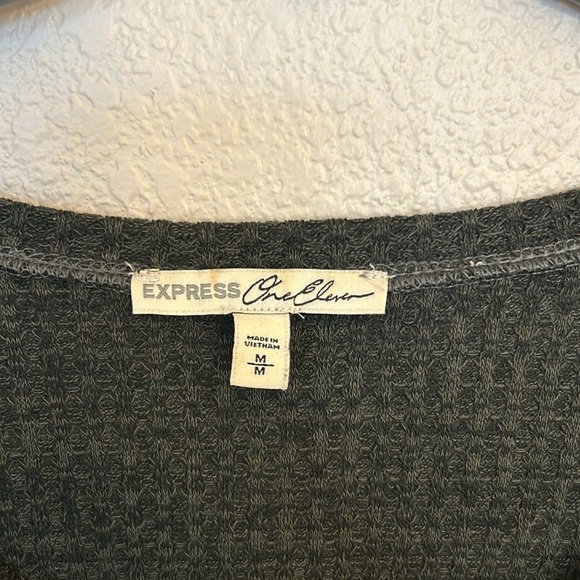 EXPRESS One Eleven
MADE IN
VIETNAM
M
M